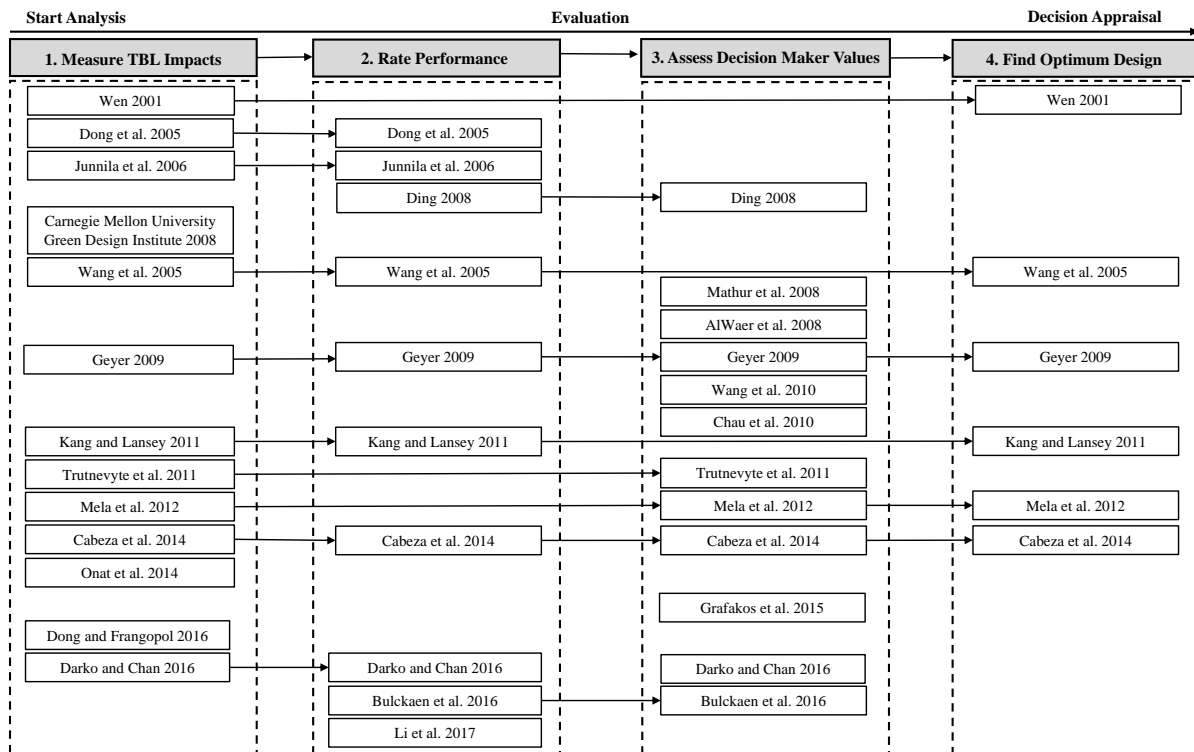 Start Analysis
Evaluation
Decision Appraisal
1. Measure TBL Impacts
2. Rate Performance
3. Assess Decision Maker Values
4. Find Optimum Design
Wen 2001
Wen 2001
Dong et al. 2005
Dong et al. 2005
Junnila et al. 2006
Junnila et al. 2006
Ding 2008
Ding 2008
Carnegie Mellon University
Green Design Institute 2008
Wang et al. 2005
Wang et al. 2005
Wang et al. 2005
Mathur et al. 2008
AlWaer et al. 2008
Geyer 2009
Geyer 2009
Geyer 2009
Geyer 2009
Wang et al. 2010
Chau et al. 2010
Kang and Lansey 2011
Kang and Lansey 2011
Kang and Lansey 2011
Trutnevyte et al. 2011
Trutnevyte et al. 2011
Mela et al. 2012
Mela et al. 2012
Mela et al. 2012
Cabeza et al. 2014
Cabeza et al. 2014
Cabeza et al. 2014
Cabeza et al. 2014
Onat et al. 2014
Grafakos et al. 2015
Dong and Frangopol 2016
Darko and Chan 2016
Darko and Chan 2016
Darko and Chan 2016
Bulckaen et al. 2016
Bulckaen et al. 2016
Li et al. 2017